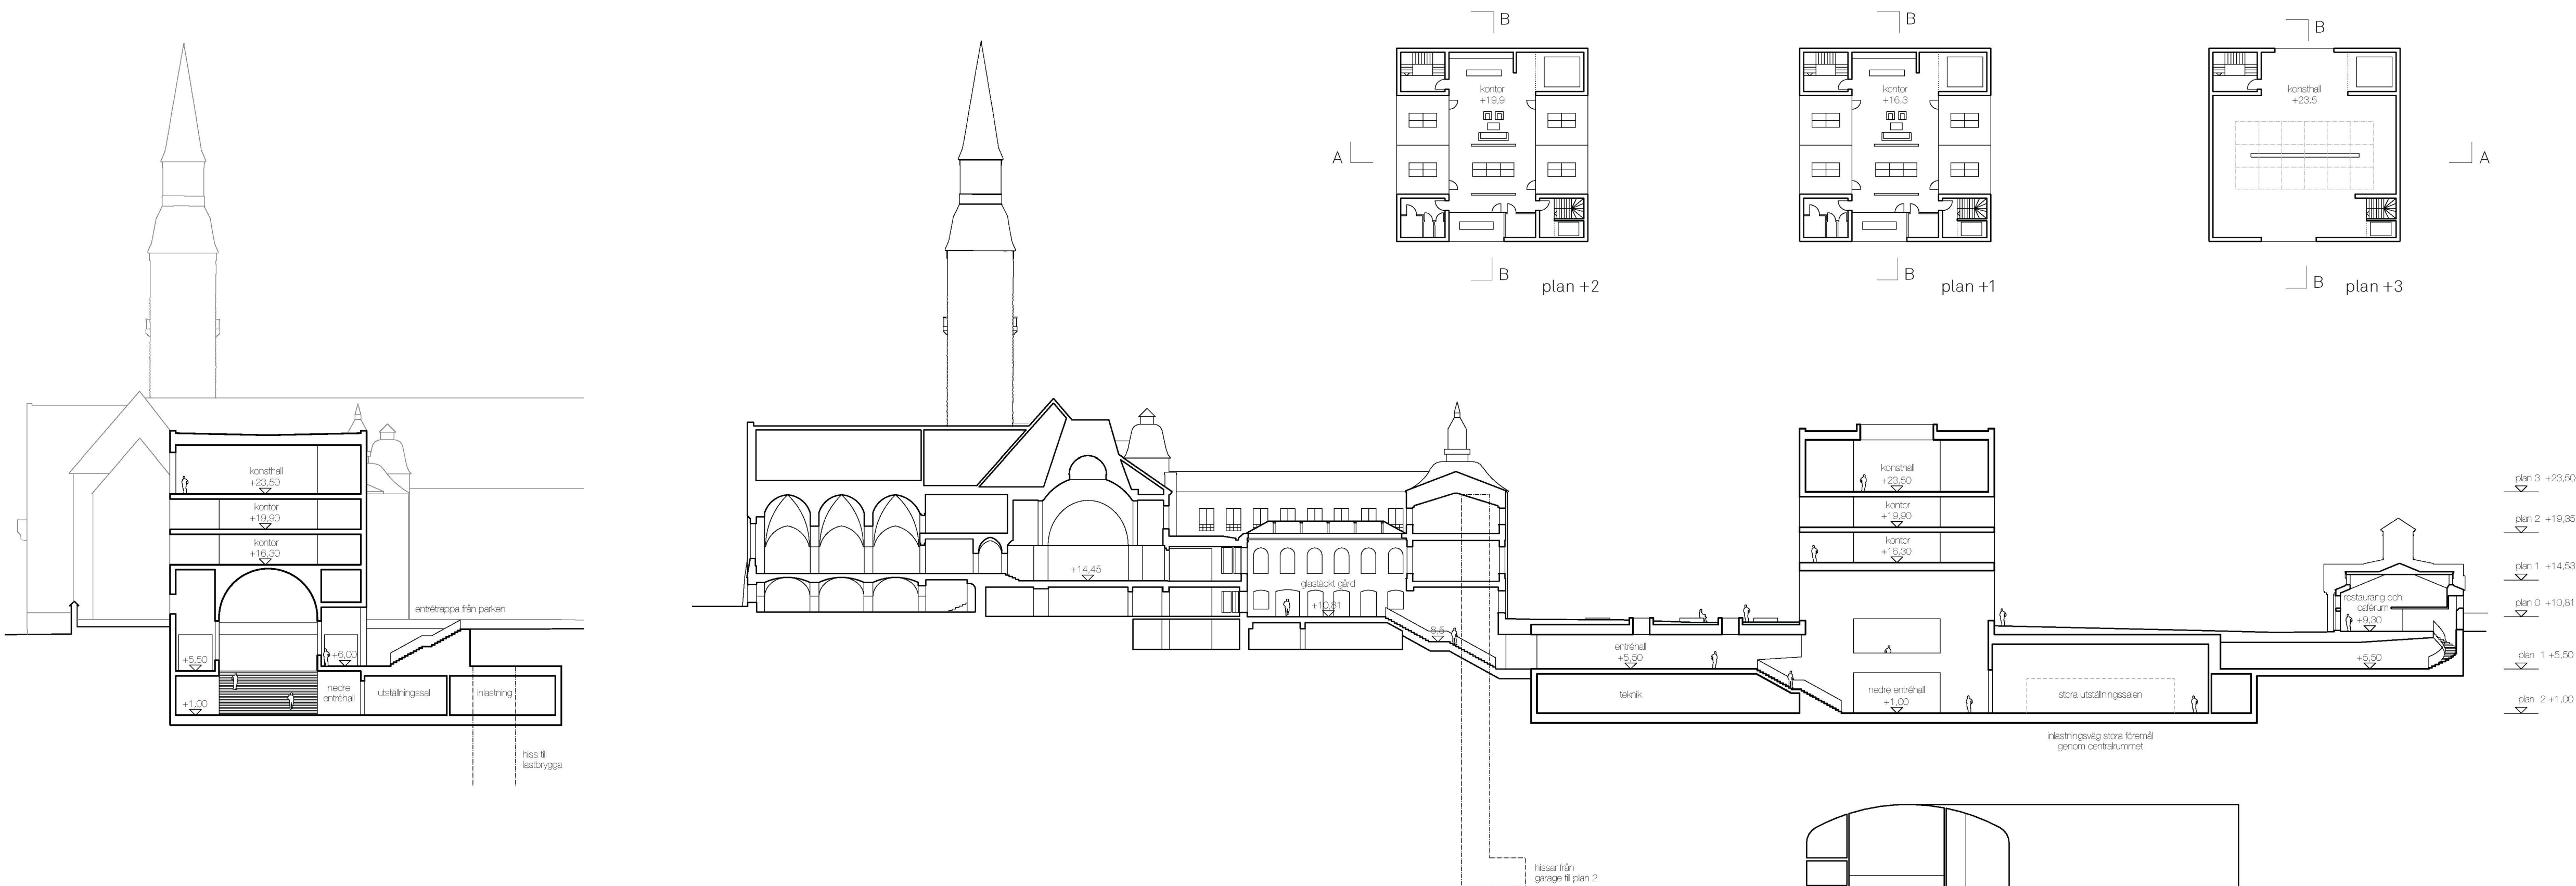 B
B
B
kontor
+19,9
kontor
+16,3
konsthall
+23,5
A
A
B
B
B
plan +2
plan +1
plan +3
konsthall
+23,50
kontor
+19,90
kontor
+16,30
entrétrappa från parken
+5,50
+6,00
+1,00
nedre
entréhall
utställningssal
inlastning
hiss till
lastbrygga
+14,45
glastäckt gård
+10,81
8,5
entréhall
+5,50
teknik
konsthall
+23,50
kontor
+19,90
kontor
+16,30
nedre entréhall
+1,00
stora utställningssalen
restaurang och
caférum
+9,30
+5,50
inlastningsväg stora föremål
genom centralrummet
hissar från
garage till plan 2
plan 3 +23,50
plan 2 +19,35
plan 1 +14,53
plan 0 +10,81
plan 1 +5,50
plan 2 +1,00